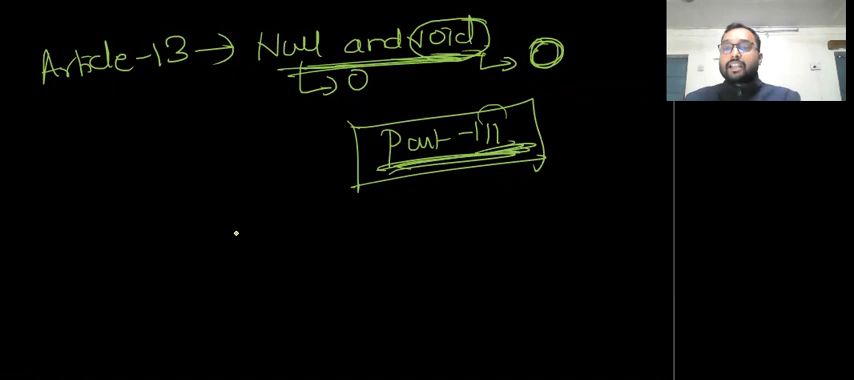 Article-13 → Null and void → 0
→ 0
Part-III